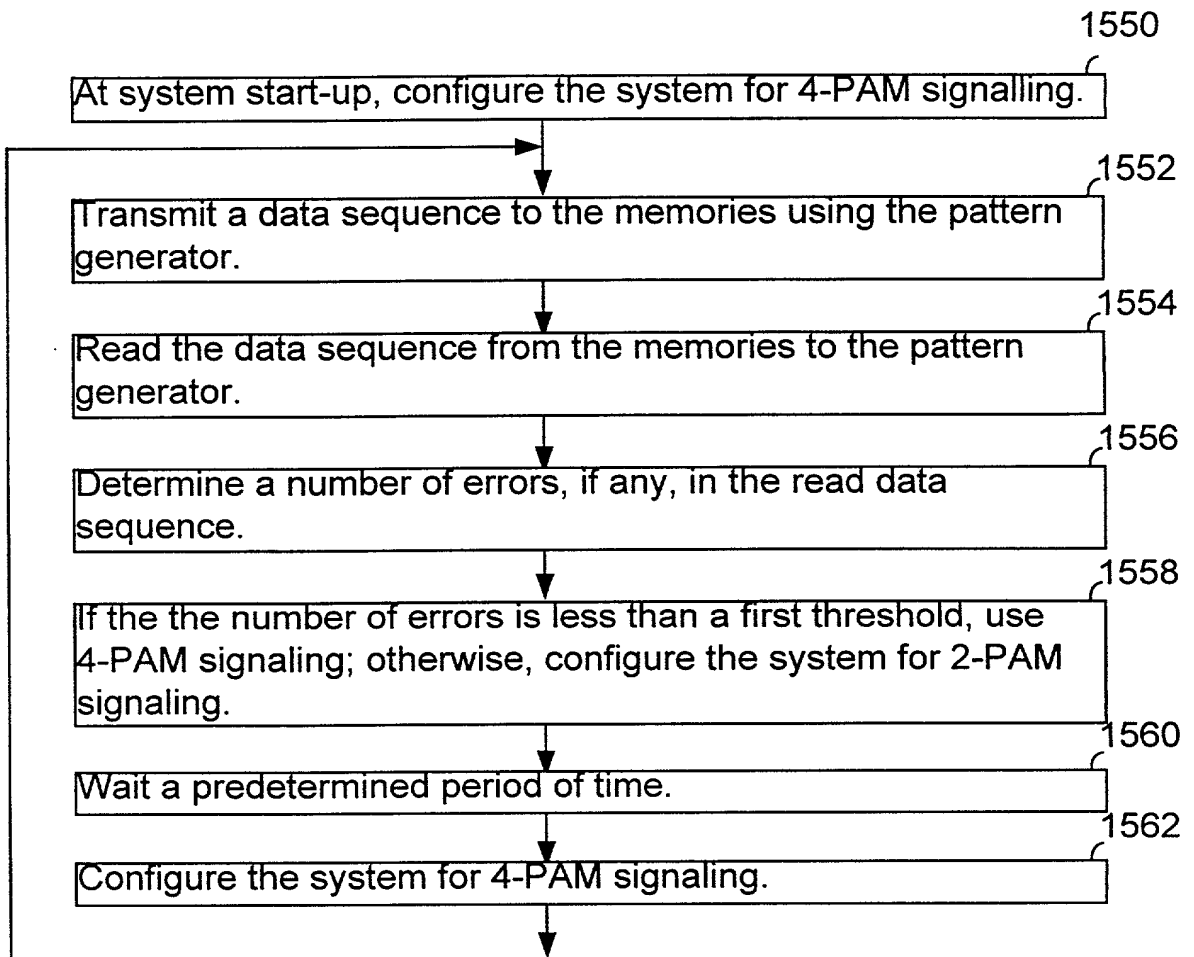 1550
At system start-up, configure the system for 4-PAM signalling.
1552
Transmit a data sequence to the memories using the pattern
generator.
1554
Read the data sequence from the memories to the pattern
generator.
1556
Determine a number of errors, if any, in the read data
sequence.
1558
If the the number of errors is less than a first threshold, use
4-PAM signaling; otherwise, configure the system for 2-PAM
signaling.
1560
Wait a predetermined period of time.
1562
Configure the system for 4-PAM signaling.